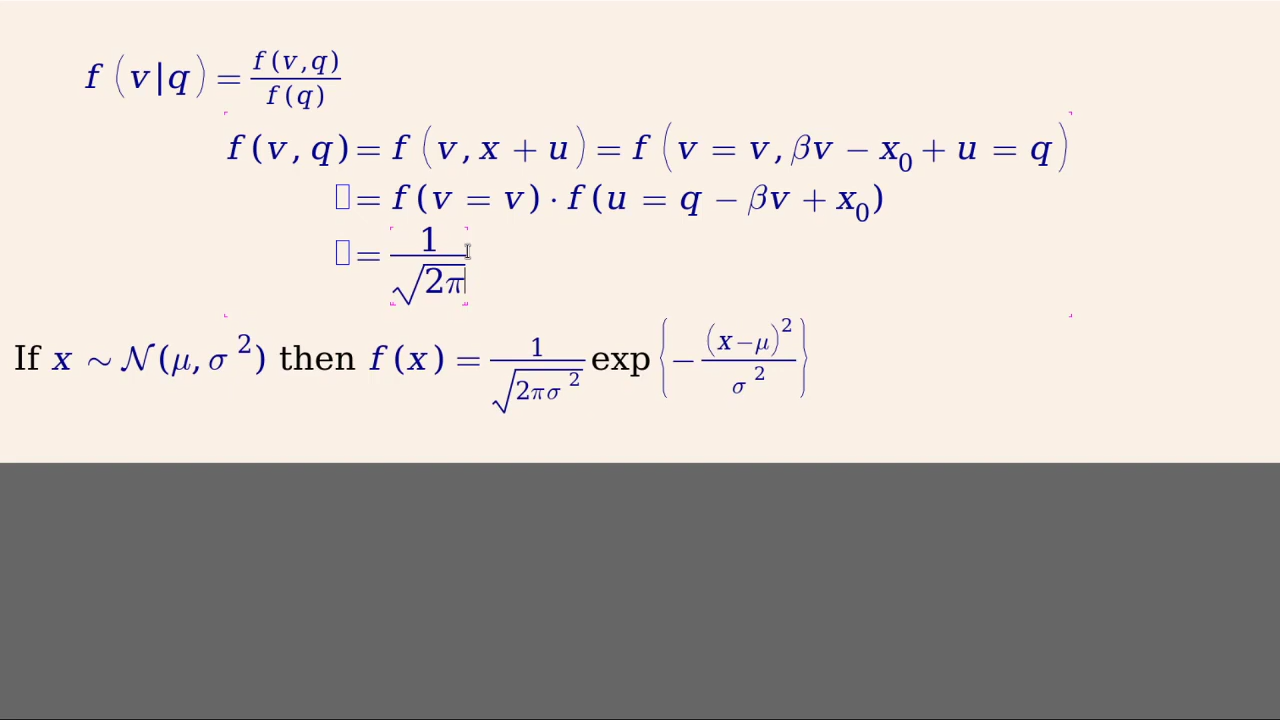 f (v|q) = f(v,q) / f(q)
f(v, q) = f (v, x + u) = f (v = v, βv − x₀ + u = q)
□ = f(v = v) · f(u = q − βv + x₀)
□ = 1 / √2π
If x ∼ 𝒩(μ, σ²) then f(x) = 1 / √2πσ² exp {− (x−μ)² / σ²}